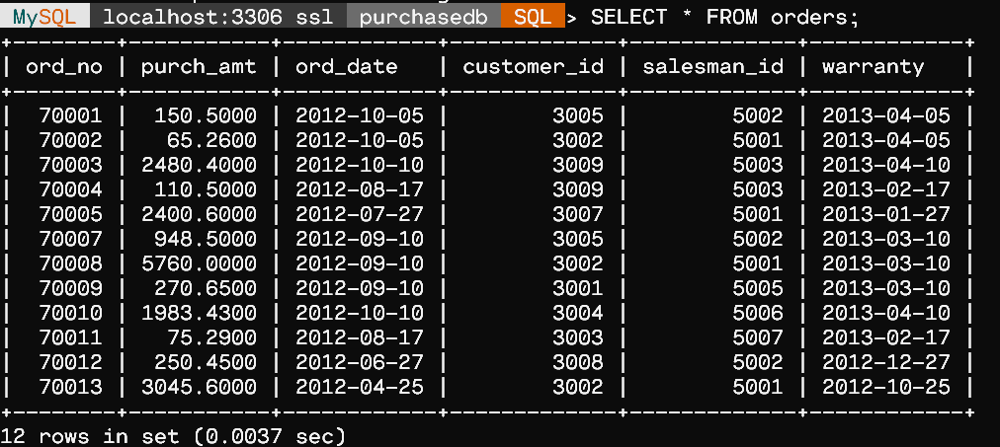 MySQL localhost:3306 ssl purchasedb SQL > SELECT * FROM orders;
+--------+-----------+------------+-------------+-------------+------------+
| ord_no | purch_amt | ord_date   | customer_id | salesman_id | warranty   |
+--------+-----------+------------+-------------+-------------+------------+
|  70001 |  150.5000 | 2012-10-05 |        3005 |        5002 | 2013-04-05 |
|  70002 |   65.2600 | 2012-10-05 |        3002 |        5001 | 2013-04-05 |
|  70003 | 2480.4000 | 2012-10-10 |        3009 |        5003 | 2013-04-10 |
|  70004 |  110.5000 | 2012-08-17 |        3009 |        5003 | 2013-02-17 |
|  70005 | 2400.6000 | 2012-07-27 |        3007 |        5001 | 2013-01-27 |
|  70007 |  948.5000 | 2012-09-10 |        3005 |        5002 | 2013-03-10 |
|  70008 | 5760.0000 | 2012-09-10 |        3002 |        5001 | 2013-03-10 |
|  70009 |  270.6500 | 2012-09-10 |        3001 |        5005 | 2013-03-10 |
|  70010 | 1983.4300 | 2012-10-10 |        3004 |        5006 | 2013-04-10 |
|  70011 |   75.2900 | 2012-08-17 |        3003 |        5007 | 2013-02-17 |
|  70012 |  250.4500 | 2012-06-27 |        3008 |        5002 | 2012-12-27 |
|  70013 | 3045.6000 | 2012-04-25 |        3002 |        5001 | 2012-10-25 |
+--------+-----------+------------+-------------+-------------+------------+
12 rows in set (0.0037 sec)